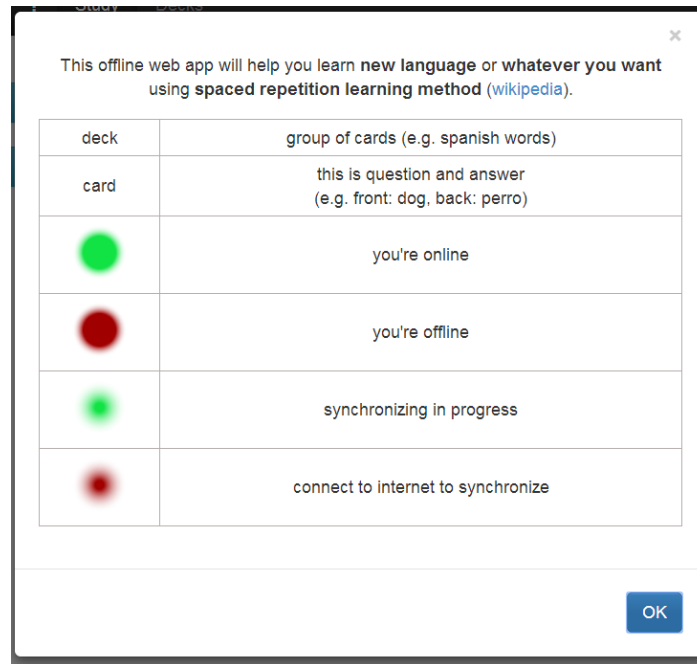 Study Decks
×
This offline web app will help you learn new language or whatever you want
using spaced repetition learning method (wikipedia).
deck group of cards (e.g. spanish words)
card this is question and answer
(e.g. front: dog, back: perro)
you're online
you're offline
synchronizing in progress
connect to internet to synchronize
OK